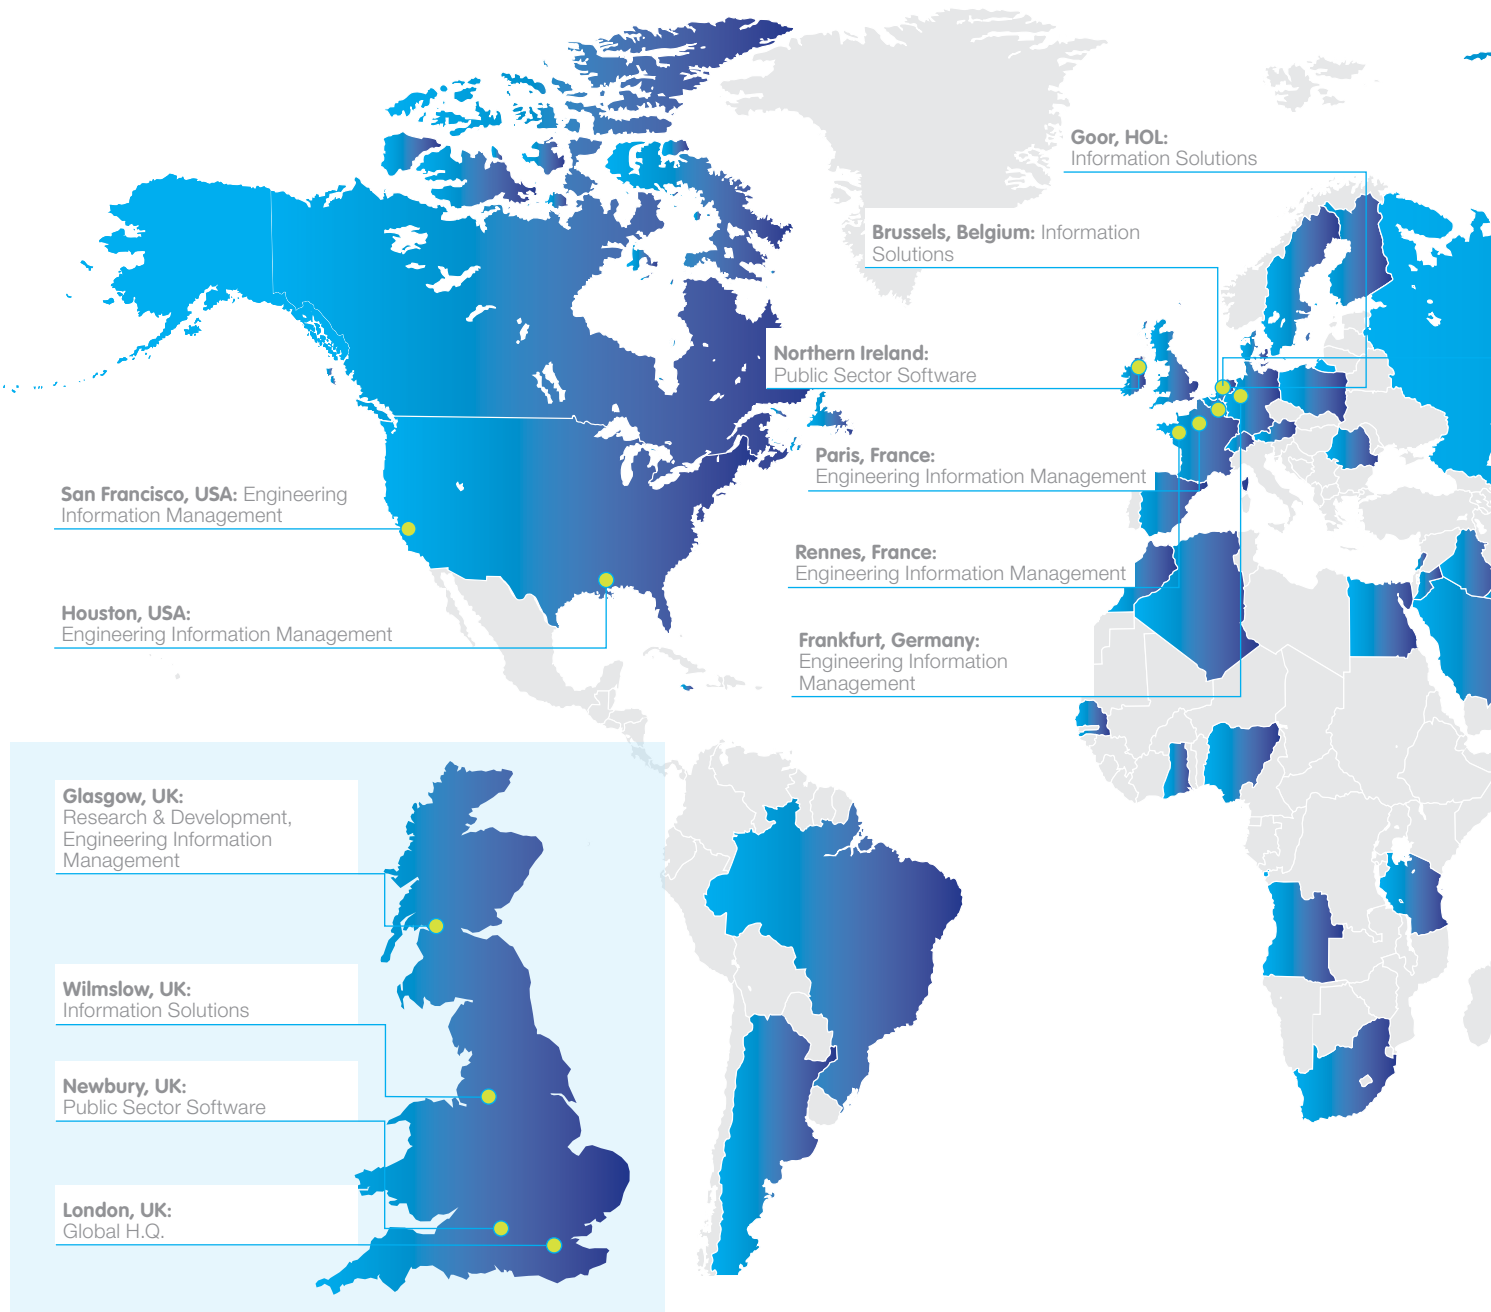 Goor, HOL:
Information Solutions
Brussels, Belgium: Information
Solutions
Northern Ireland:
Public Sector Software
Paris, France:
Engineering Information Management
San Francisco, USA: Engineering
Information Management
Rennes, France:
Engineering Information Management
Houston, USA:
Engineering Information Management
Frankfurt, Germany:
Engineering Information
Management
Glasgow, UK:
Research & Development,
Engineering Information
Management
Wilmslow, UK:
Information Solutions
Newbury, UK:
Public Sector Software
London, UK:
Global H.Q.